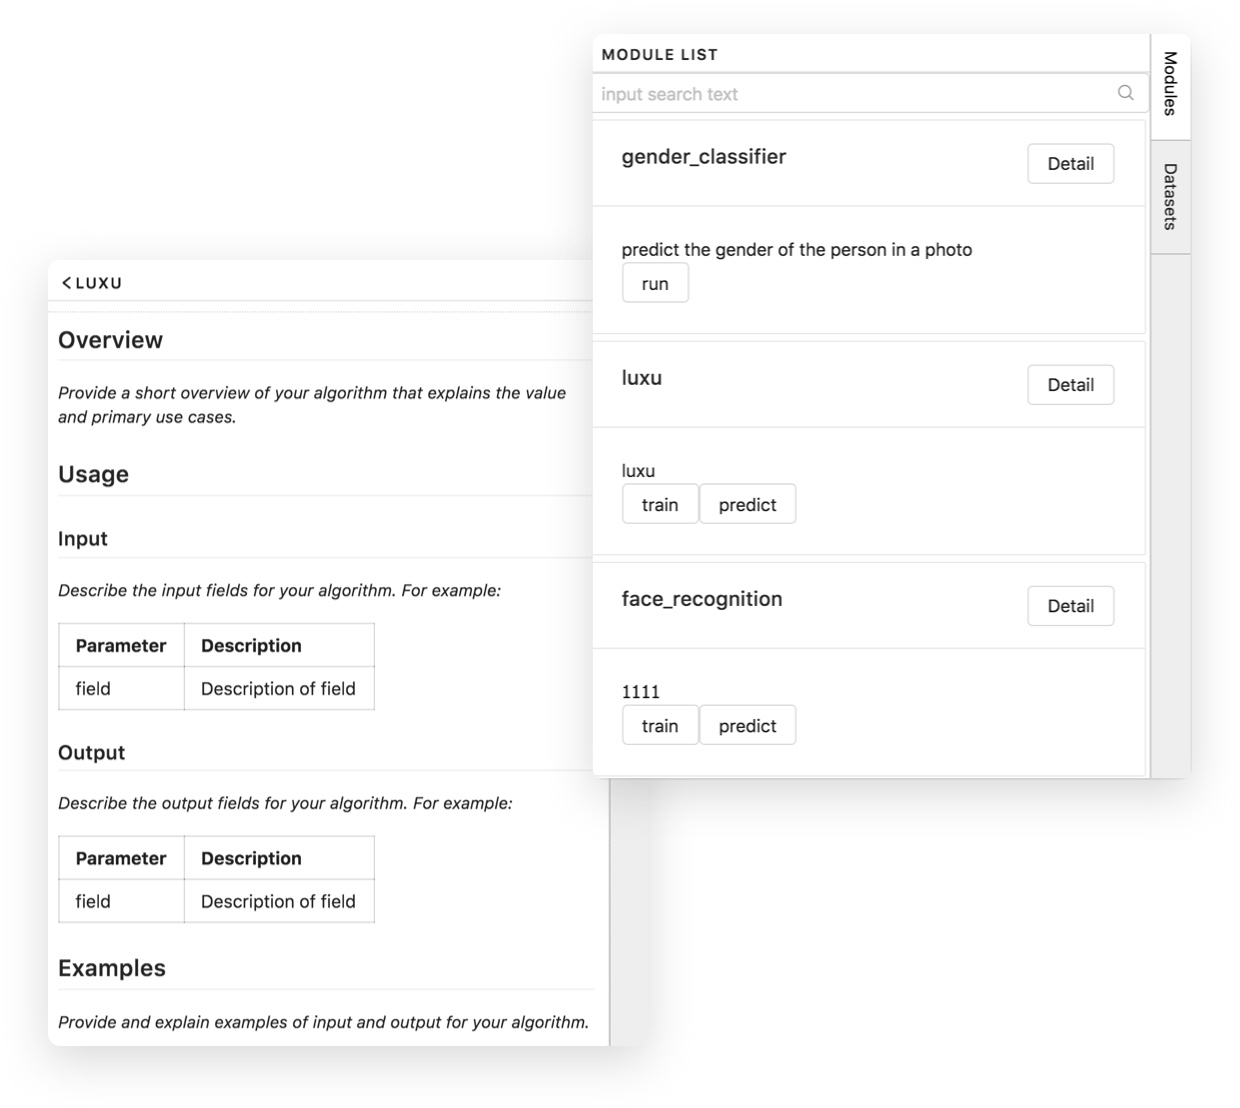 MODULE LIST
input search text
gender_classifier
Detail
predict the gender of the person in a photo
run
luxu
Detail
luxu
train predict
face_recognition
Detail
1111
train predict
Modules
Datasets
< LUXU
Overview
Provide a short overview of your algorithm that explains the value
and primary use cases.
Usage
Input
Describe the input fields for your algorithm. For example:
Parameter Description
field Description of field
Output
Describe the output fields for your algorithm. For example:
Parameter Description
field Description of field
Examples
Provide and explain examples of input and output for your algorithm.